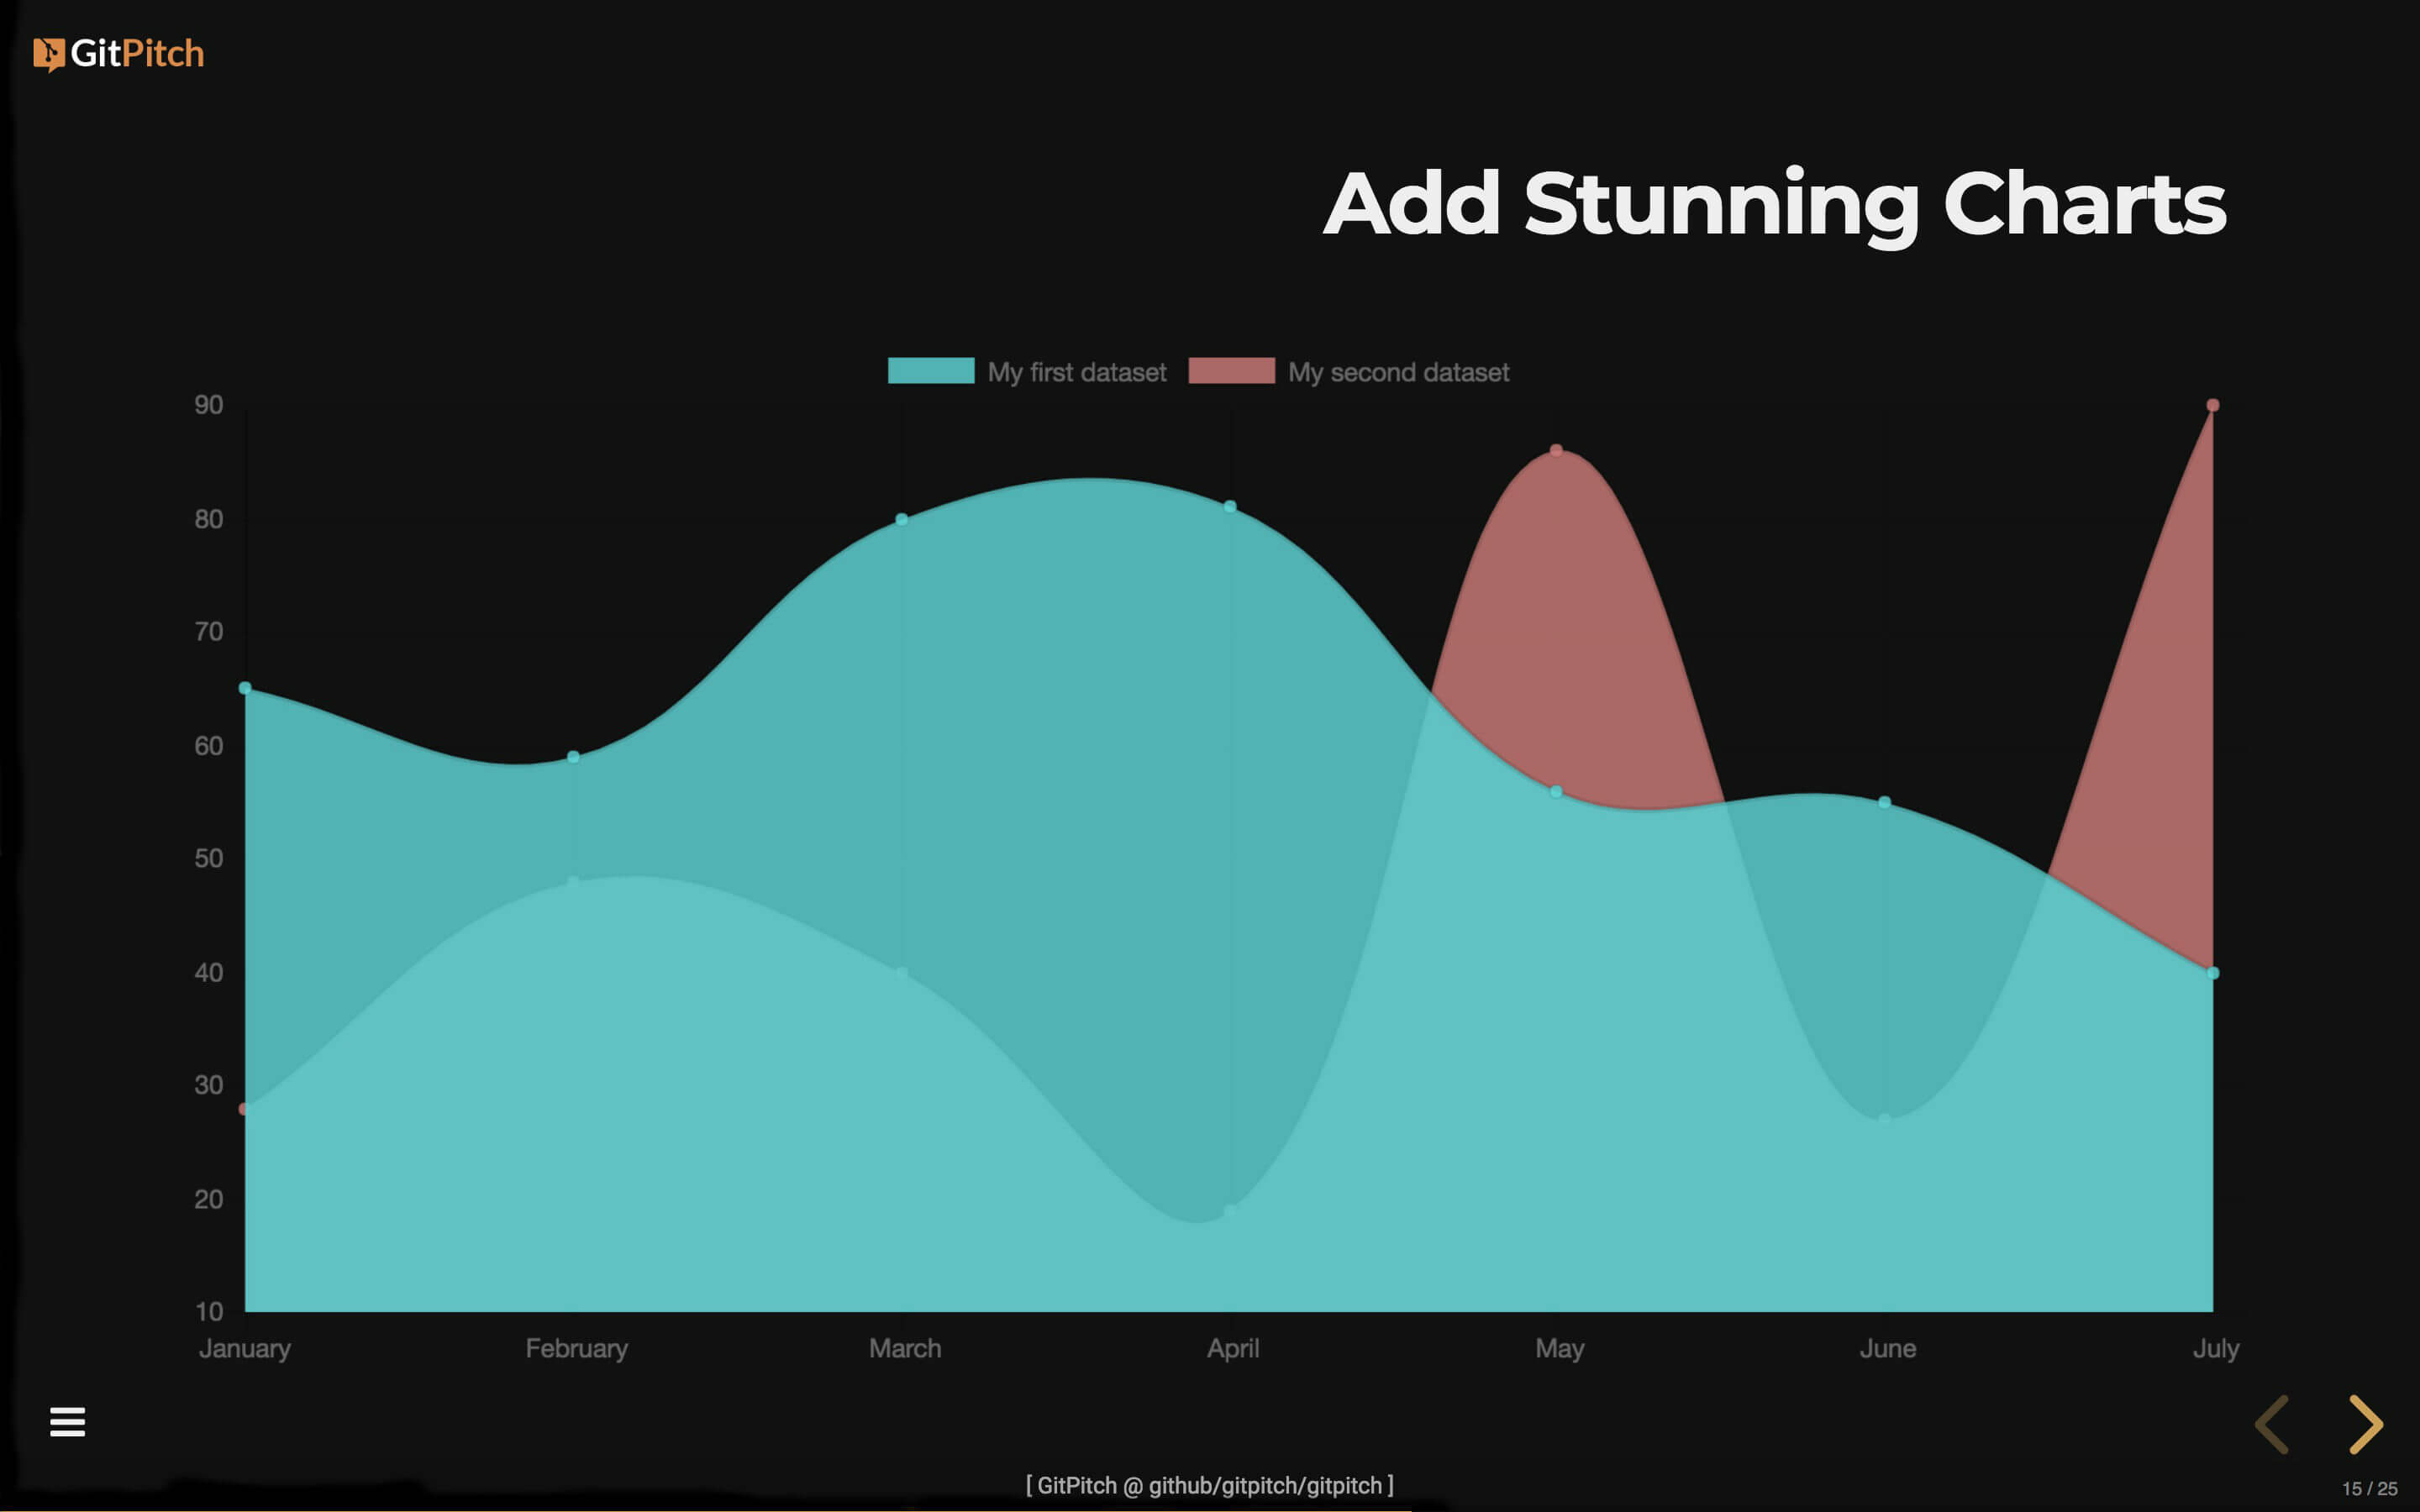 GitPitch
Add Stunning Charts
My first dataset My second dataset
90
80
70
60
50
40
30
20
10
January February March April May June July
[ GitPitch @ github/gitpitch/gitpitch ]
15 / 25